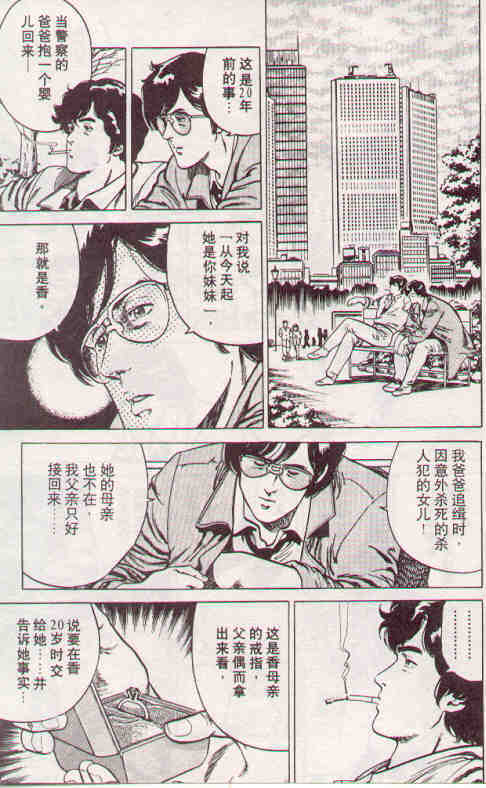 这是20年
前的事…
当警察的
爸爸抱一个婴
儿回来—
对我说
—从今天起
她是你妹妹—,
那就是香。
我爸爸追缉时,
因意外杀死的杀
人犯的女儿!
她的母亲
也不在,
我父亲只好
接回来……
…………
这是香母亲
的戒指,
父亲偶而拿
出来看,
说要在香
20岁时交
给她……并
告诉她事实…